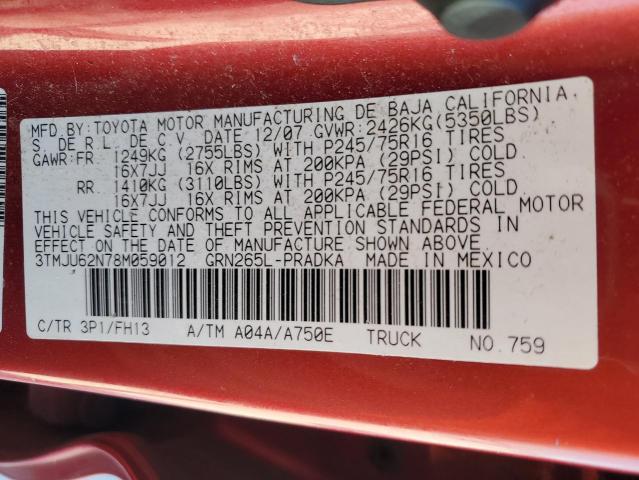 MFD.BY:TOYOTA MOTOR MANUFACTURING DE BAJA CALIFORNIA
S. DE R.L. DE C.V. DATE 12/07 GVWR:2426KG(5350LBS)
GAWR:FR 1249KG (2755LBS) WITH P245/75R16 TIRES
16X7JJ 16X RIMS AT 200KPA (29PSI) COLD
RR 1410KG (3110LBS) WITH P245/75R16 TIRES
16X7JJ 16X RIMS AT 200KPA (29PSI) COLD
THIS VEHICLE CONFORMS TO ALL APPLICABLE FEDERAL MOTOR
VEHICLE SAFETY AND THEFT PREVENTION STANDARDS IN
EFFECT ON THE DATE OF MANUFACTURE SHOWN ABOVE.
3TMJU62N78M059012 GRN265L-PRADKA MADE IN MEXICO
C/TR 3P1/FH13 A/TM A04A/A750E TRUCK NO.759